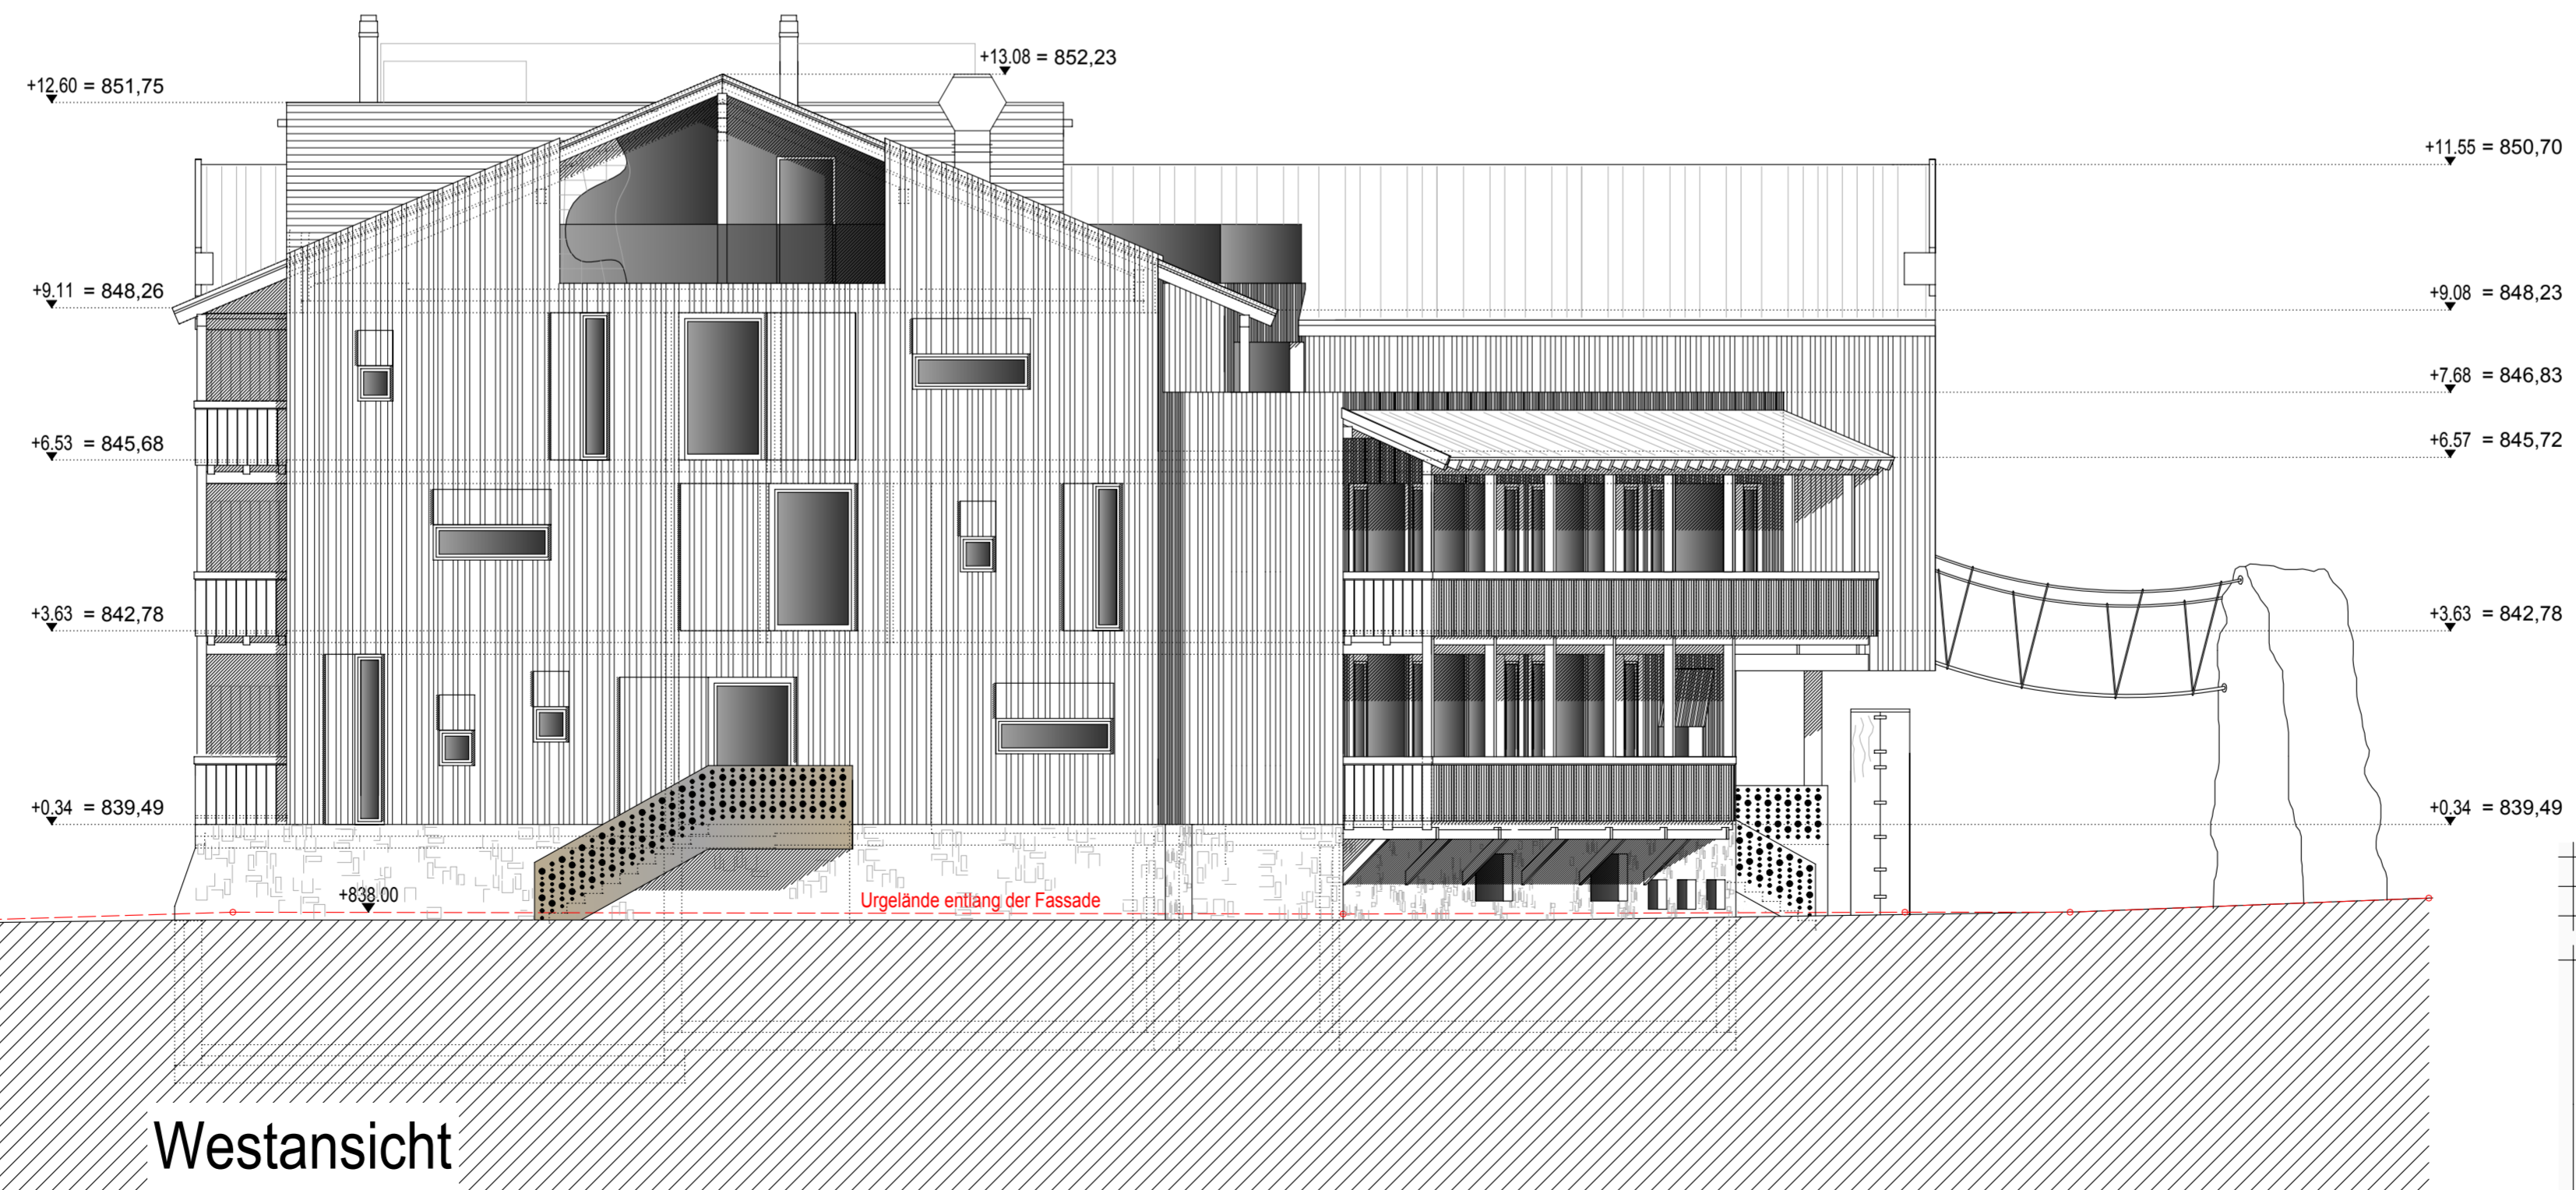 +13.08 = 852,23
+12.60 = 851,75
+11.55 = 850,70
+9.11 = 848,26
+9.08 = 848,23
+7.68 = 846,83
+6.53 = 845,68
+6.57 = 845,72
+3.63 = 842,78
+3.63 = 842,78
+0.34 = 839,49
+0.34 = 839,49
+838.00
Urgelände entlang der Fassade
Westansicht